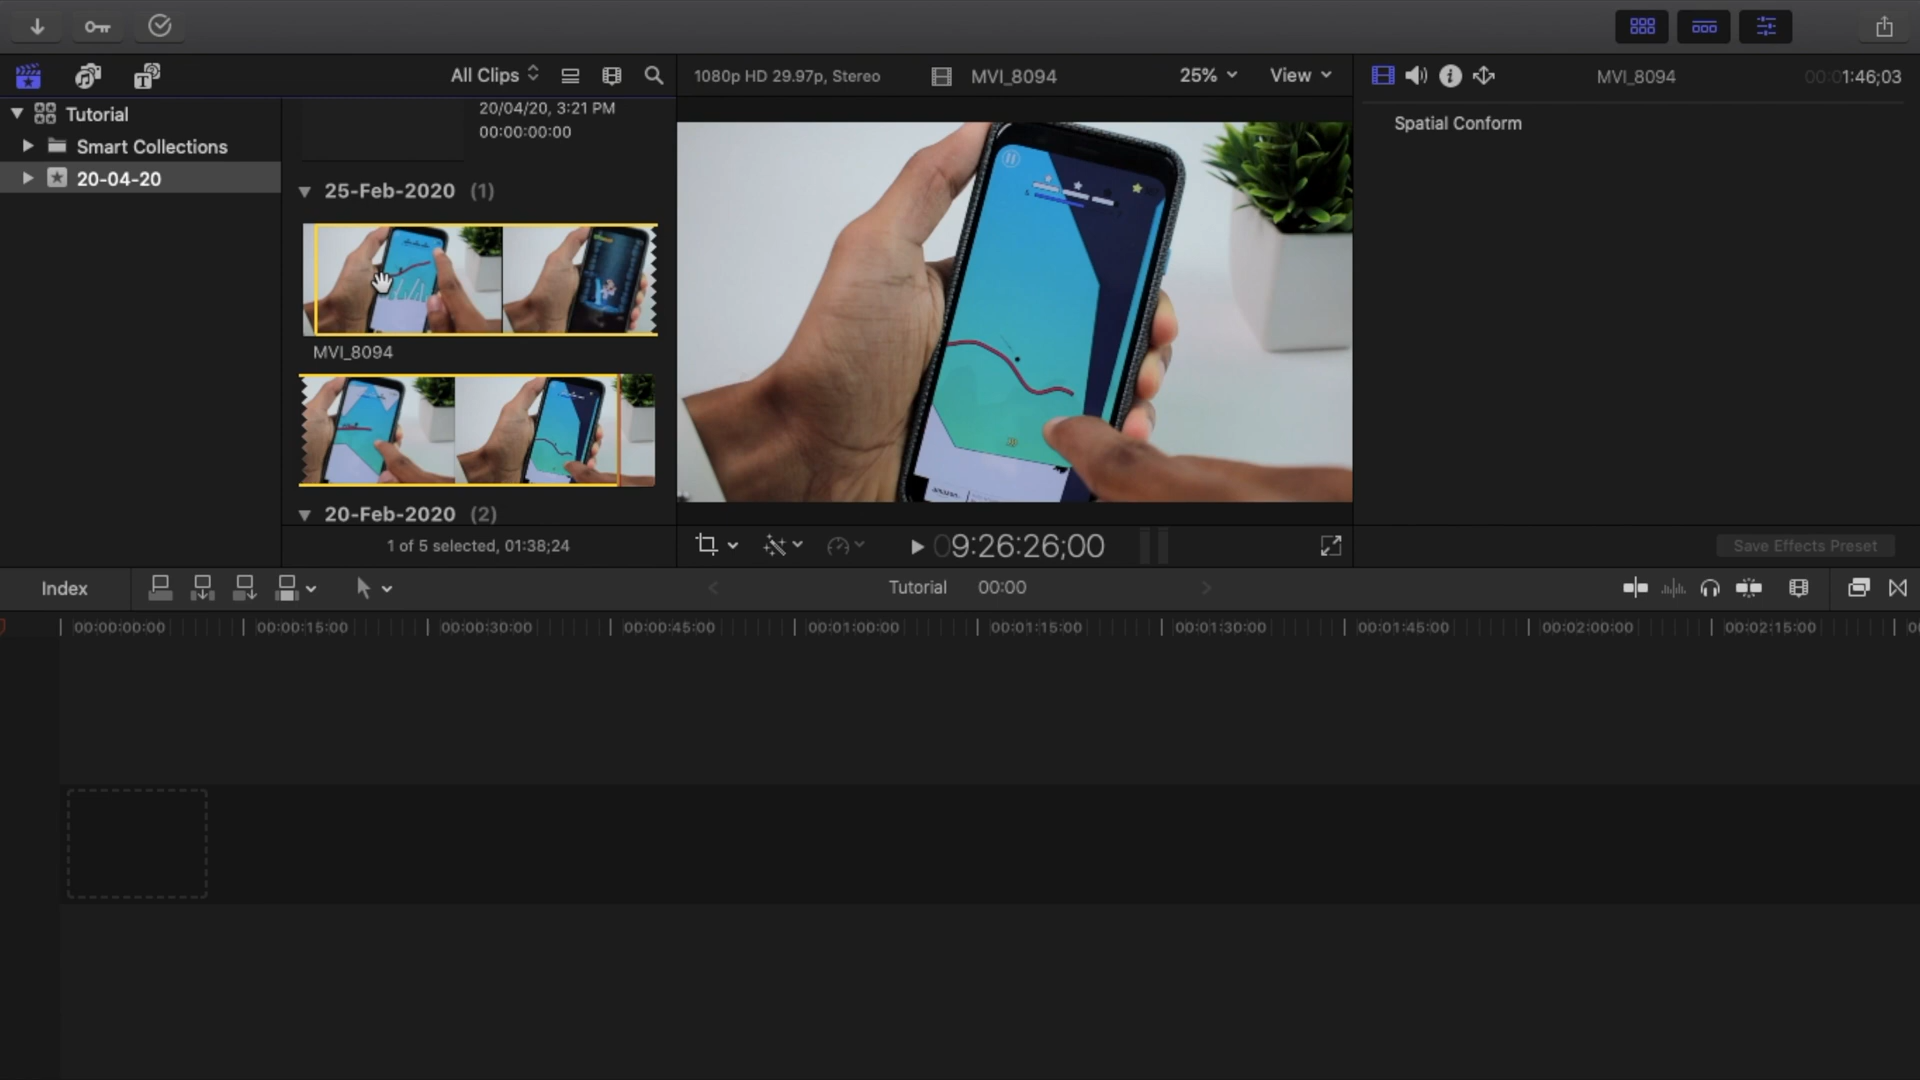 All Clips
1080p HD 29.97p, Stereo
MVI_8094
25%
View
MVI_8094
00:01:46;03
Tutorial
Smart Collections
20-04-20
20/04/20, 3:21 PM
00:00:00:00
25-Feb-2020 (1)
MVI_8094
20-Feb-2020 (2)
1 of 5 selected, 01:38;24
Spatial Conform
09:26:26;00
Save Effects Preset
Index
Tutorial 00:00
00:00:00:00 00:00:15:00 00:00:30:00 00:00:45:00 00:01:00:00 00:01:15:00 00:01:30:00 00:01:45:00 00:02:00:00 00:02:15:00